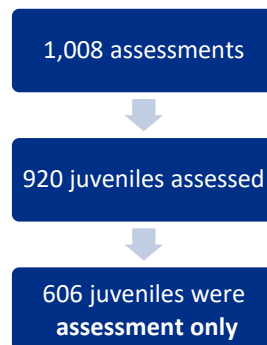 1,008 assessments
920 juveniles assessed
606 juveniles were
assessment only